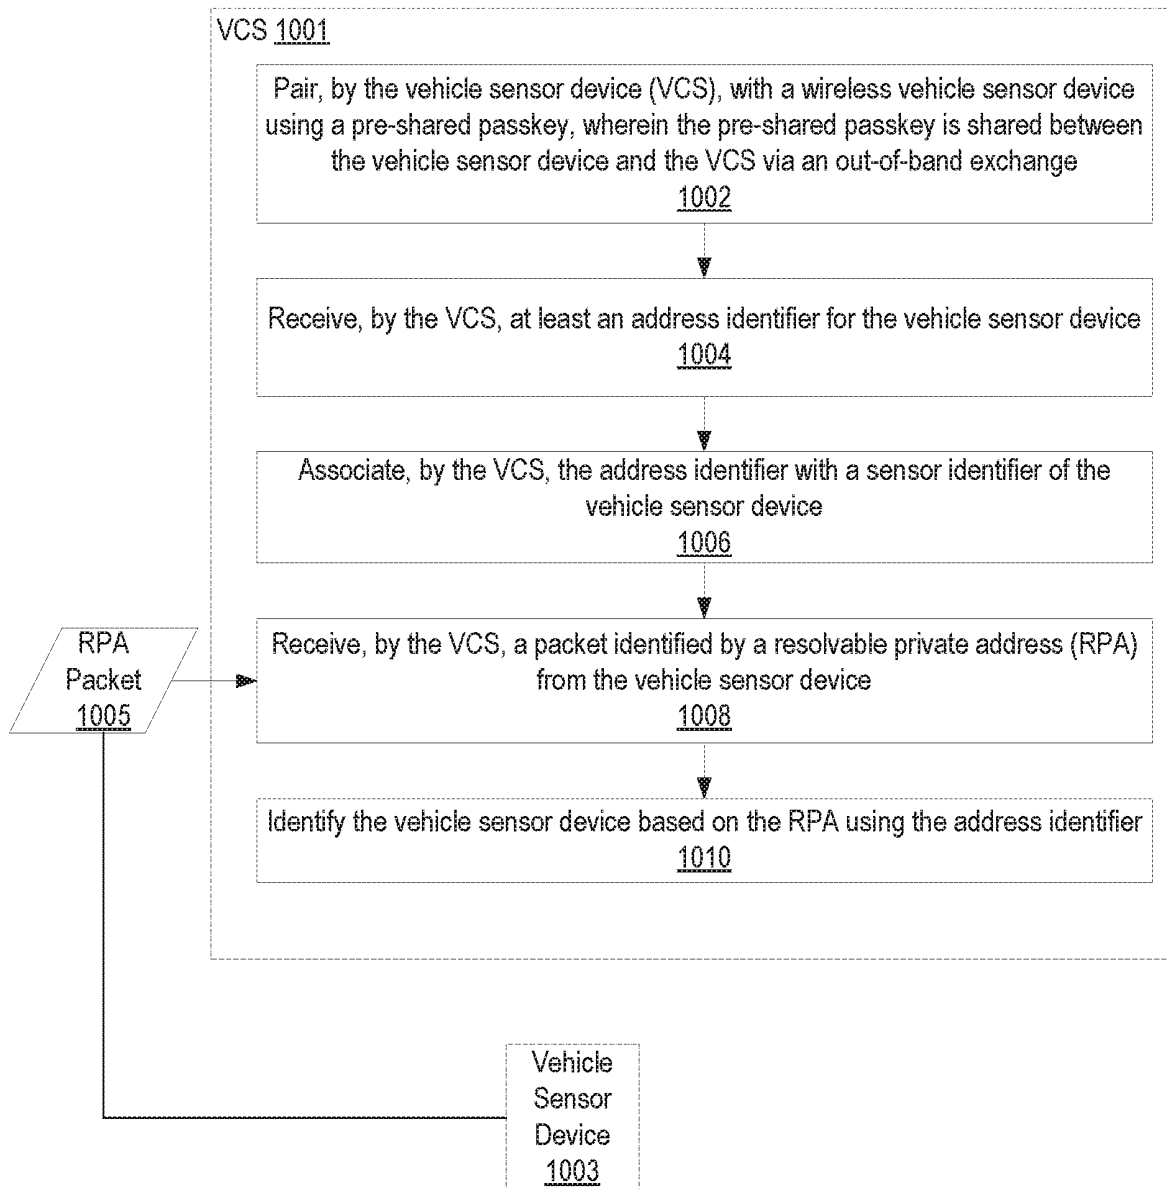 VCS 1001
Pair, by the vehicle sensor device (VCS), with a wireless vehicle sensor device
using a pre-shared passkey, wherein the pre-shared passkey is shared between
the vehicle sensor device and the VCS via an out-of-band exchange
1002
Receive, by the VCS, at least an address identifier for the vehicle sensor device
1004
Associate, by the VCS, the address identifier with a sensor identifier of the
vehicle sensor device
1006
RPA
Packet
1005
Receive, by the VCS, a packet identified by a resolvable private address (RPA)
from the vehicle sensor device
1008
Identify the vehicle sensor device based on the RPA using the address identifier
1010
Vehicle
Sensor
Device
1003